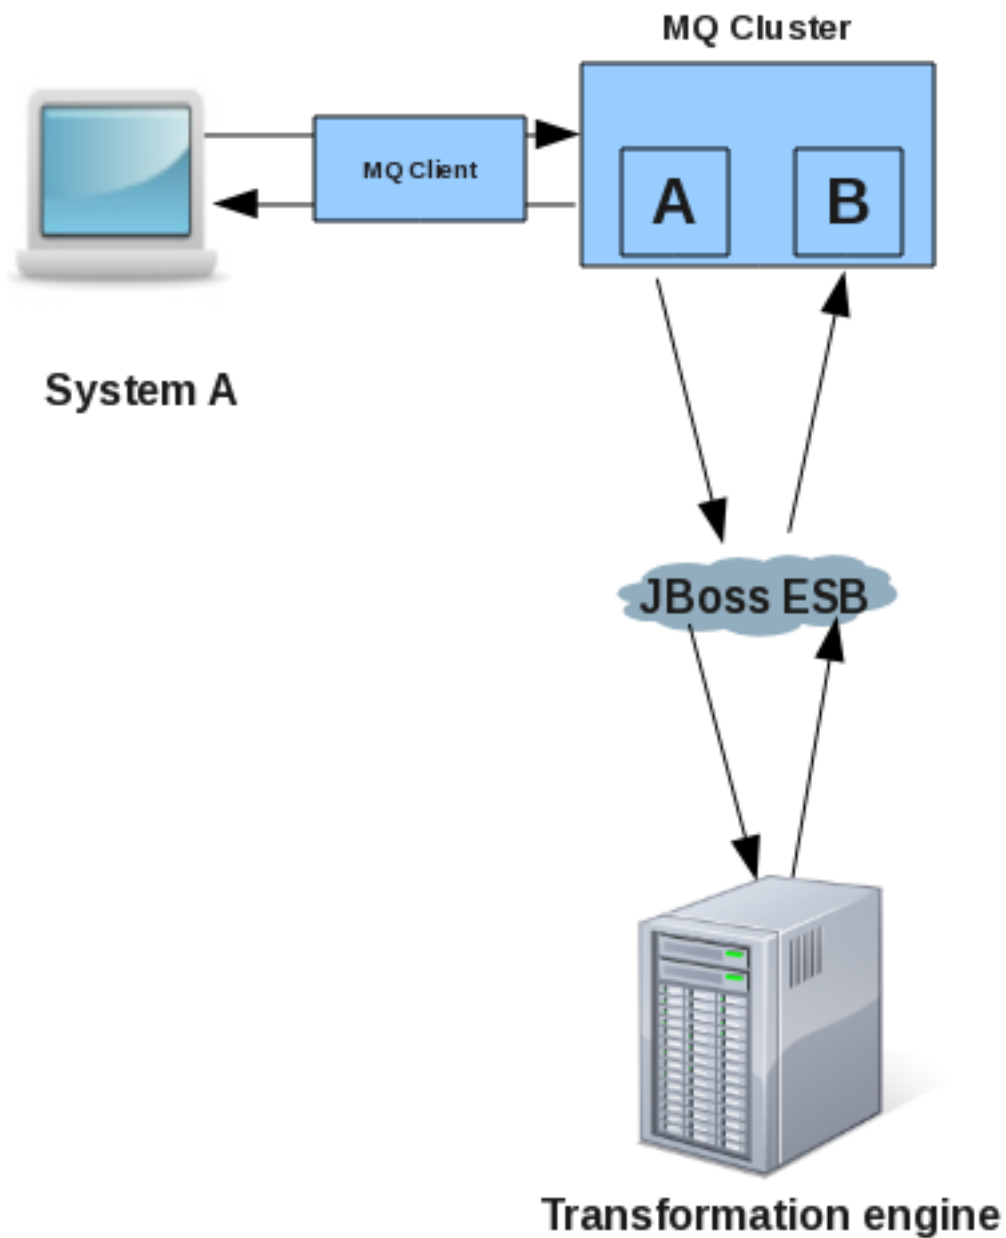 MQ Cluster
MQ Client
A
B
System A
JBoss ESB
Transformation engine